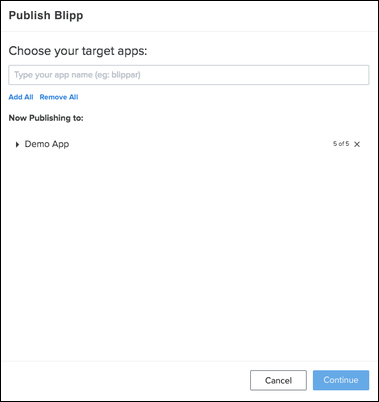 Publish Blipp
Choose your target apps:
Type your app name (eg: blippar)
Add All Remove All
Now Publishing to:
Demo App 5 of 5
Cancel Continue